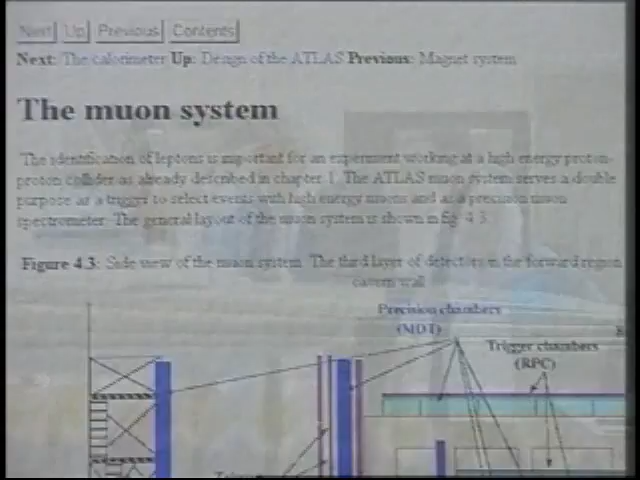 Next Up Previous Contents
Next: The calorimeter Up: Design of the ATLAS Previous: Magnet system
The muon system
The identification of leptons is important for an experiment working at a high energy proton-
proton collider as already described in chapter 1. The ATLAS muon system serves a double
purpose as a trigger to select events with high energy muons and as a precision muon
spectrometer. The general layout of the muon system is shown in fig. 4.3.
Figure 4.3: Side view of the muon system. The third layer of detectors in the forward region
cavern wall
Precision chambers
(MDT)
Trigger chambers
(RPC)